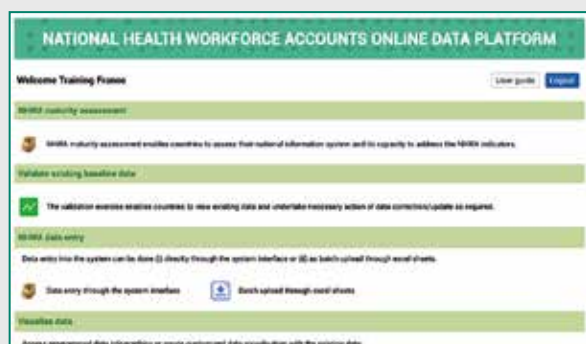 NATIONAL HEALTH WORKFORCE ACCOUNTS ONLINE DATA PLATFORM
Welcome Training France
User guide
Logout
NHWA maturity assessment
NHWA maturity assessment enables countries to assess their national information system and its capacity to address the NHWA indicators.
Validate existing baseline data
The validation exercise enables countries to view existing data and undertake necessary action of data correction/update as required.
NHWA data entry
Data entry into the system can be done (i) directly through the system interface or (ii) as batch upload through excel sheets.
Data entry through the system interface
Batch upload through excel sheets
Visualise data